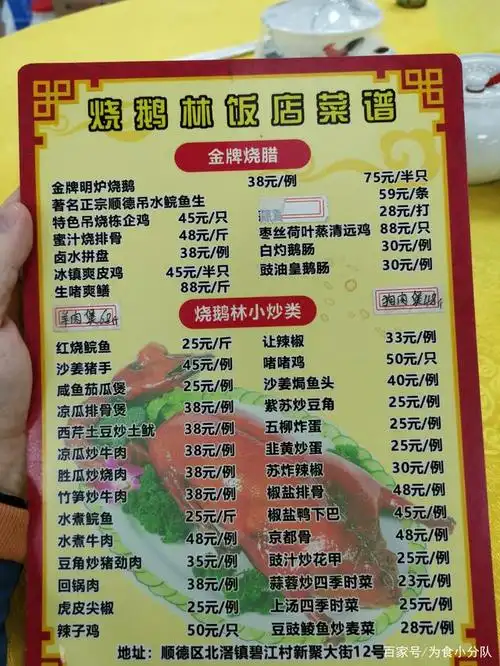 烧鹅林饭店菜谱
金牌烧腊
金牌明炉烧鹅 38元/例 75元/半只
著名正宗顺德吊水鲩鱼生 59元/条
特色吊烧栋企鸡 45元/只 28元/打
蜜汁烧排骨 48元/斤 枣丝荷叶蒸清远鸡 88元/只
卤水拼盘 38元/例 白灼鹅肠 30元/例
冰镇爽皮鸡 45元/半只 豉油皇鹅肠 30元/例
生啫爽鳝 88元/斤
羊肉煲68斤 烧鹅林小炒类 狗肉煲48斤
红烧鲩鱼 25元/斤 让辣椒 33元/例
沙姜猪手 45元/例 啫啫鸡 50元/只
咸鱼茄瓜煲 25元/例 沙姜焗鱼头 40元/例
凉瓜排骨煲 38元/例 紫苏炒豆角 25元/例
西芹土豆炒土鱿 38元/例 五柳炸蛋 25元/例
凉瓜炒牛肉 38元/例 韭黄炒蛋 25元/例
胜瓜炒烧肉 38元/例 苏炸辣椒 30元/例
竹笋炒牛肉 38元/例 椒盐排骨 48元/例
水煮鲩鱼 25元/斤 椒盐鸭下巴 45元/例
水煮牛肉 48元/例 京都骨 48元/例
豆角炒猪劲肉 35元/例 豉汁炒花甲 25元/例
回锅肉 38元/例 蒜蓉炒四季时菜 23元/例
虎皮尖椒 25元/例 上汤四季时菜 25元/例
辣子鸡 50元/只 豆豉鲮鱼炒麦菜 28元/例
地址：顺德区北滘镇碧江村新聚大街12号
百家号/为食小分队